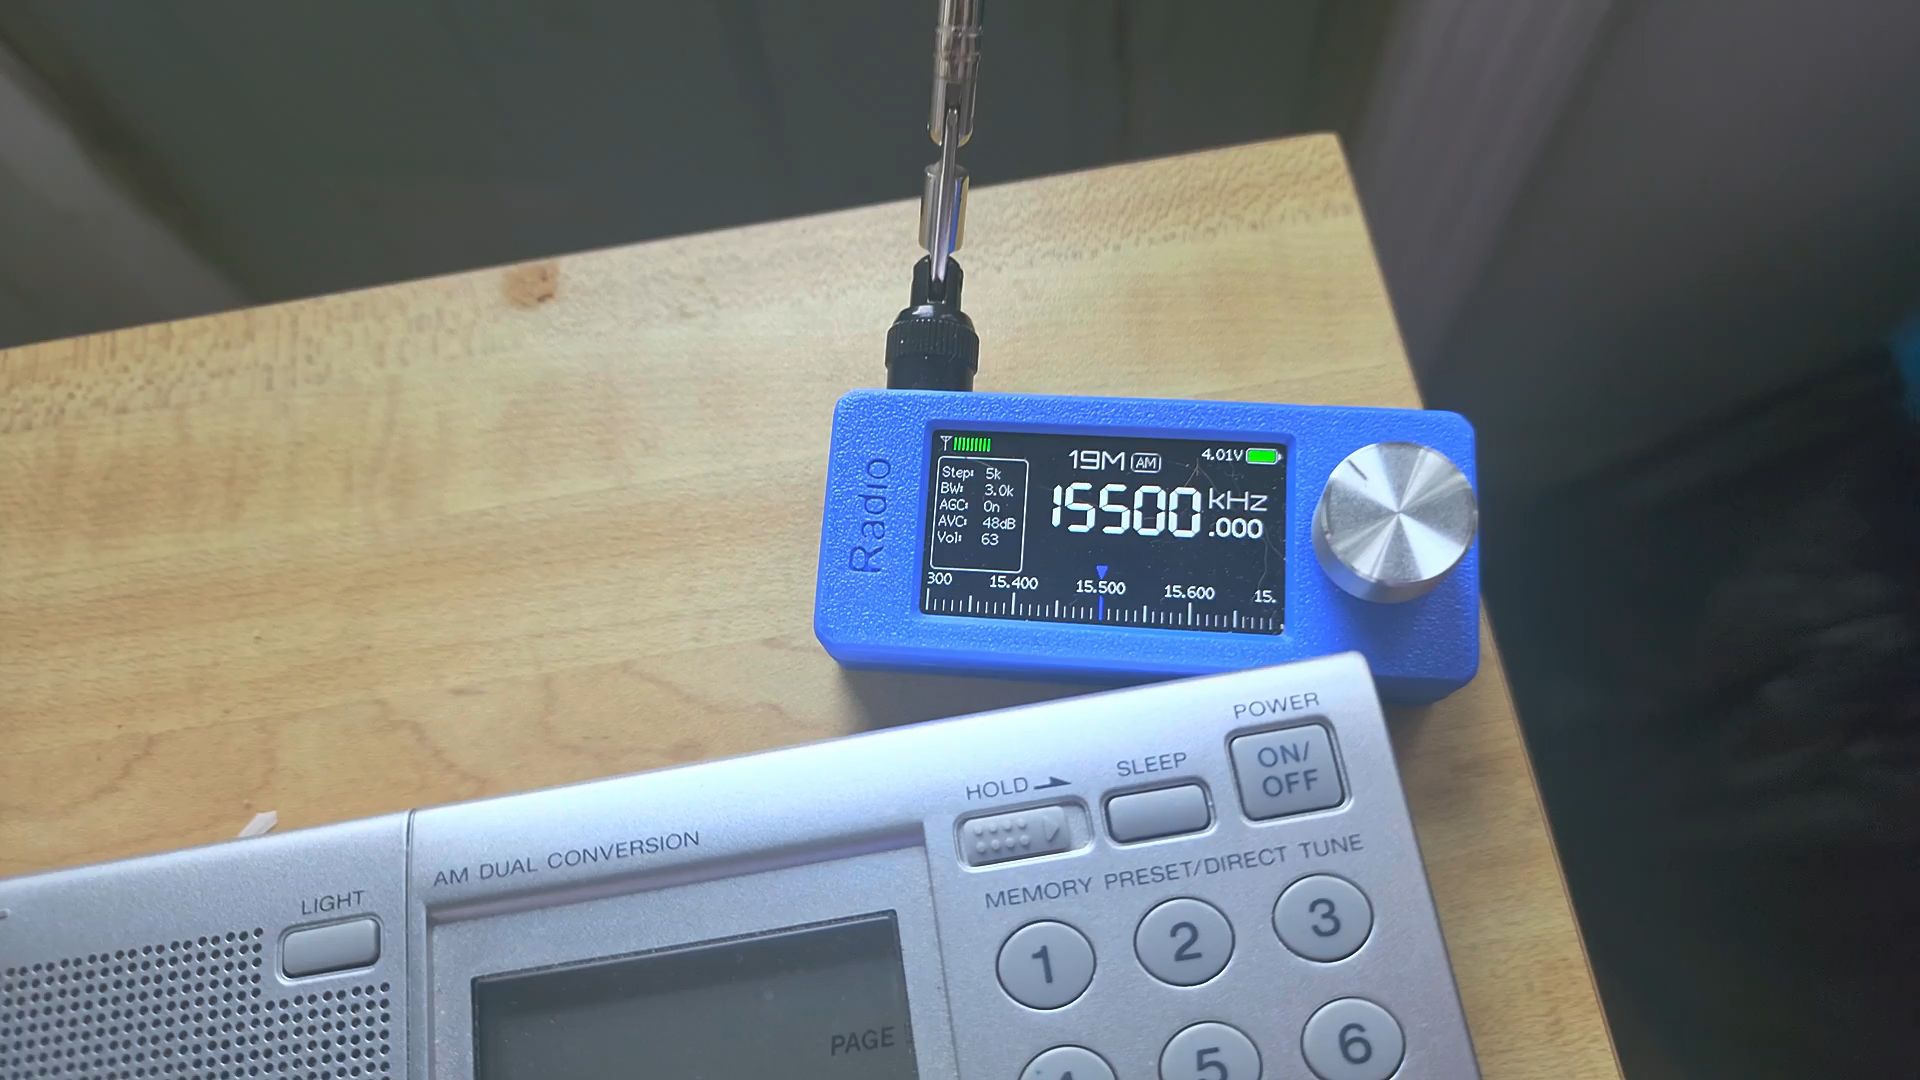 Radio
19M AM
4.01V
Step: 5k
BW: 3.0k
AGC: On
AVC: 48dB
Vol: 63
15500 kHz
.000
300 15.400 15.500 15.600 15.
POWER
ON/
OFF
SLEEP
HOLD
AM DUAL CONVERSION
MEMORY PRESET/DIRECT TUNE
LIGHT
1 2 3
PAGE
4 5 6